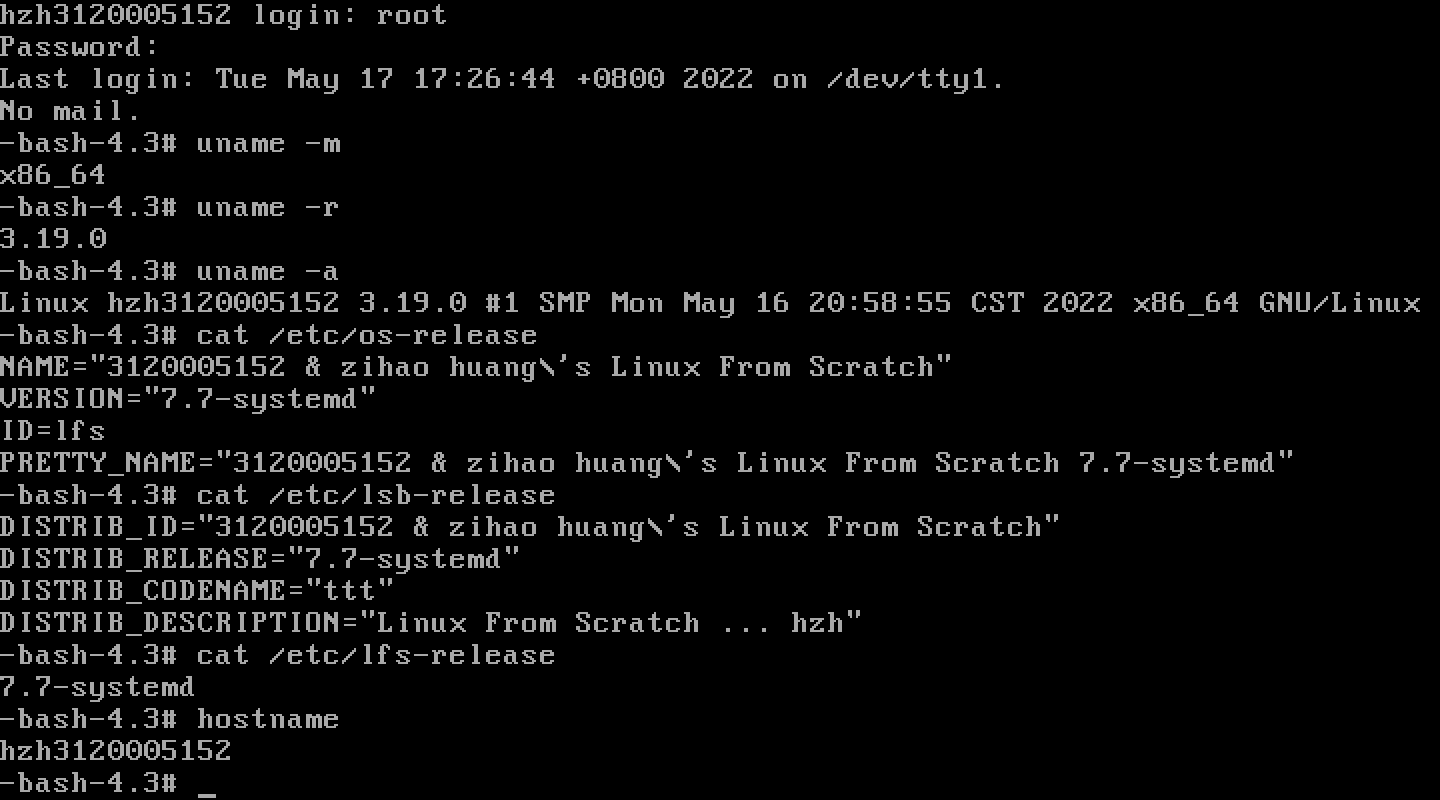 hzh3120005152 login: root
Password:
Last login: Tue May 17 17:26:44 +0800 2022 on /dev/tty1.
No mail.
-bash-4.3# uname -m
x86_64
-bash-4.3# uname -r
3.19.0
-bash-4.3# uname -a
Linux hzh3120005152 3.19.0 #1 SMP Mon May 16 20:58:55 CST 2022 x86_64 GNU/Linux
-bash-4.3# cat /etc/os-release
NAME="3120005152 & zihao huang\'s Linux From Scratch"
VERSION="7.7-systemd"
ID=lfs
PRETTY_NAME="3120005152 & zihao huang\'s Linux From Scratch 7.7-systemd"
-bash-4.3# cat /etc/lsb-release
DISTRIB_ID="3120005152 & zihao huang\'s Linux From Scratch"
DISTRIB_RELEASE="7.7-systemd"
DISTRIB_CODENAME="ttt"
DISTRIB_DESCRIPTION="Linux From Scratch ... hzh"
-bash-4.3# cat /etc/lfs-release
7.7-systemd
-bash-4.3# hostname
hzh3120005152
-bash-4.3# _